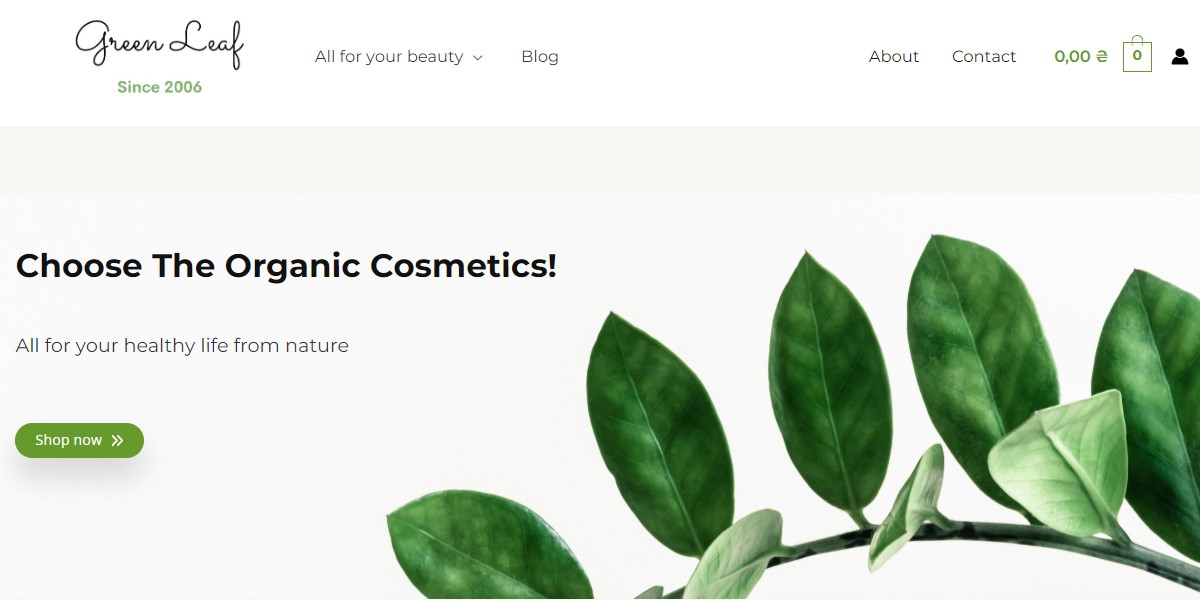 Green Leaf
Since 2006
All for your beauty
Blog
About
Contact
0,00 ₴
0
Choose The Organic Cosmetics!
All for your healthy life from nature
Shop now